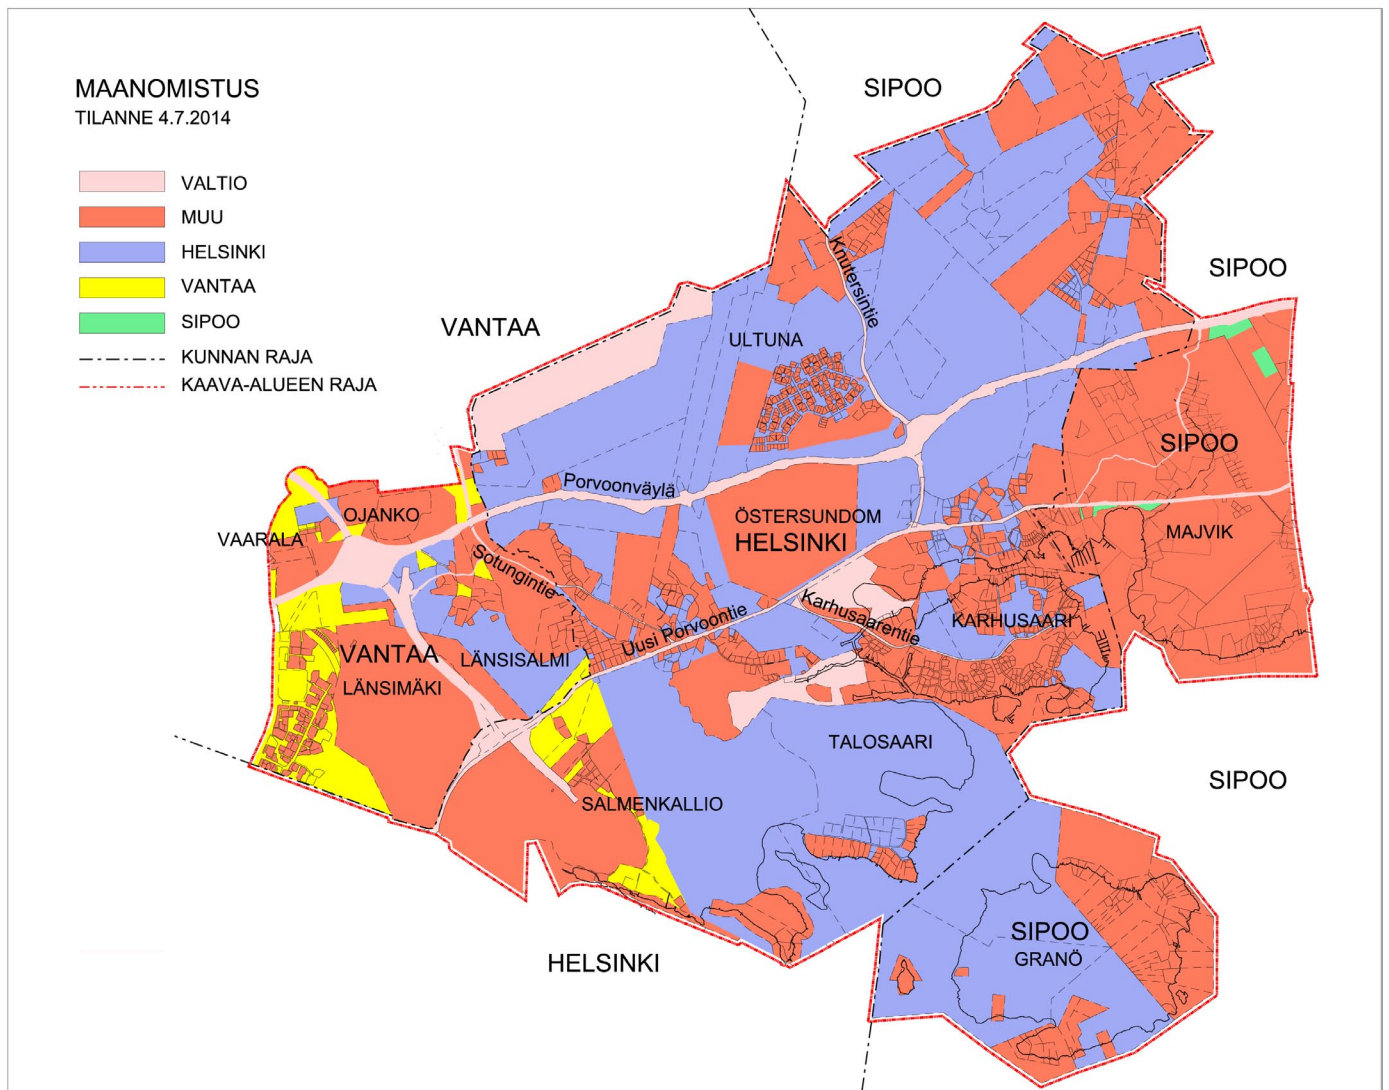 MAANOMISTUS
TILANNE 4.7.2014
VALTIO
MUU
HELSINKI
VANTAA
SIPOO
KUNNAN RAJA
KAAVA-ALUEEN RAJA
SIPOO
SIPOO
VANTAA
Knutersintie
ULTUNA
SIPOO
Porvoonväylä
OJANKO
ÖSTERSUNDOM
HELSINKI
VAARALA
MAJVIK
Sotungintie
Karhusaarentie
Uusi Porvoontie
KARHUSAARI
VANTAA
LÄNSISALMI
LÄNSIMÄKI
TALOSAARI
SIPOO
SALMENKALLIO
SIPOO
GRANÖ
HELSINKI